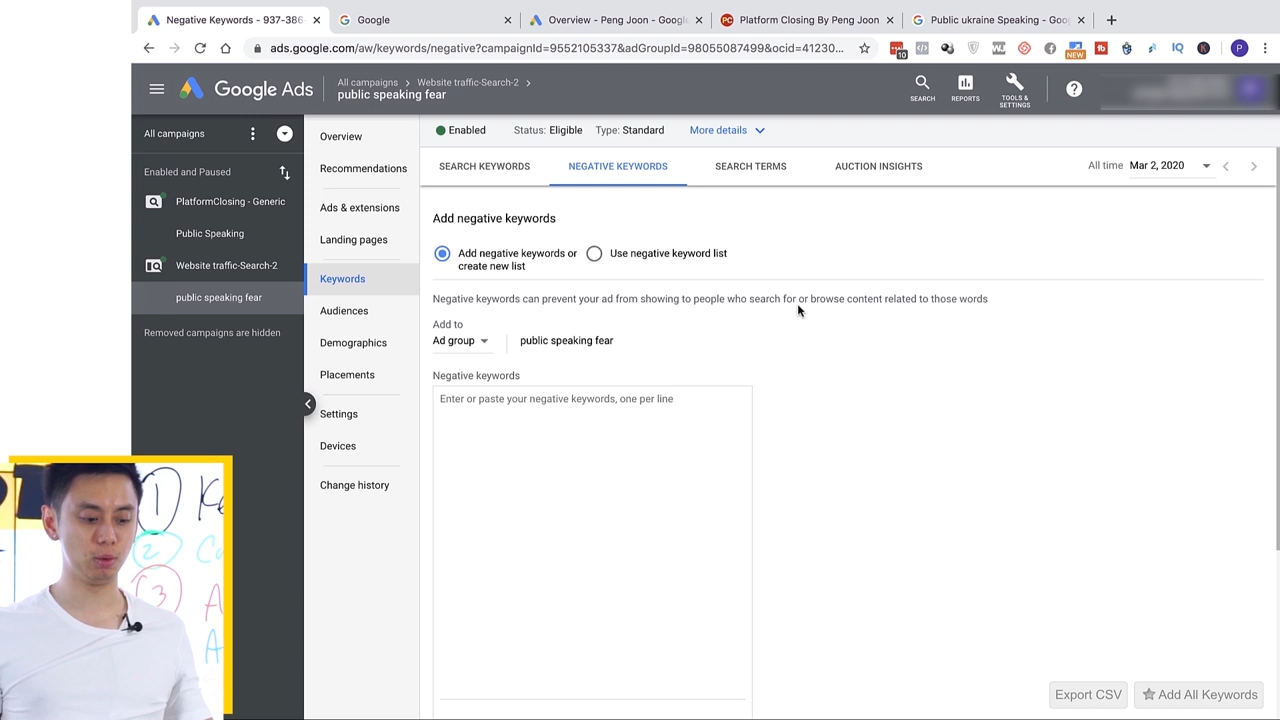 Negative Keywords - 937-386
Google
Overview - Peng Joon - Google
Platform Closing By Peng Joon
Public ukraine Speaking - Goo
ads.google.com/aw/keywords/negative?campaignId=9552105337&adGroupId=98055087499&ocid=41230...
10
NEW
IQ
K
P
Google Ads
All campaigns > Website traffic-Search-2 >
public speaking fear
SEARCH
REPORTS
TOOLS &
SETTINGS
All campaigns
Enabled and Paused
PlatformClosing - Generic
Public Speaking
Website traffic-Search-2
public speaking fear
Removed campaigns are hidden
Overview
Recommendations
Ads & extensions
Landing pages
Keywords
Audiences
Demographics
Placements
Settings
Devices
Change history
Enabled Status: Eligible Type: Standard More details
SEARCH KEYWORDS NEGATIVE KEYWORDS SEARCH TERMS AUCTION INSIGHTS
All time Mar 2, 2020
Add negative keywords
Add negative keywords or
create new list
Use negative keyword list
Negative keywords can prevent your ad from showing to people who search for or browse content related to those words
Add to
Ad group public speaking fear
Negative keywords
Enter or paste your negative keywords, one per line
Export CSV
Add All Keywords
1 Ke
2 C
3 A
A